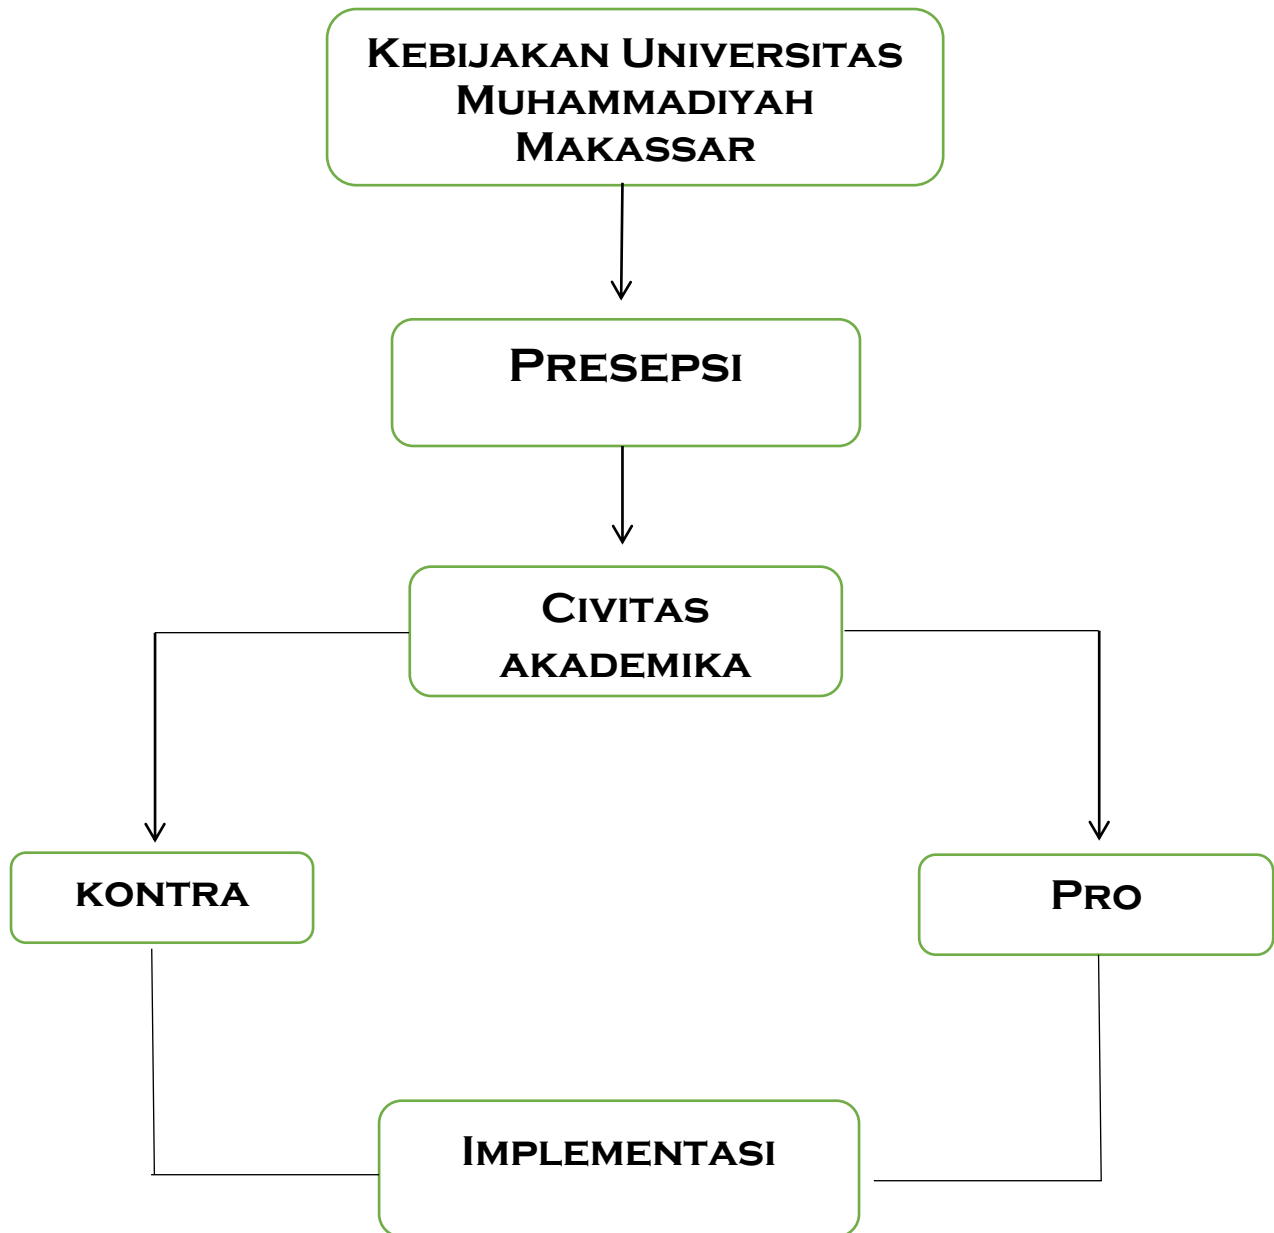 Kebijakan Universitas
Muhammadiyah
Makassar
Presepsi
Civitas
akademika
kontra
Pro
Implementasi